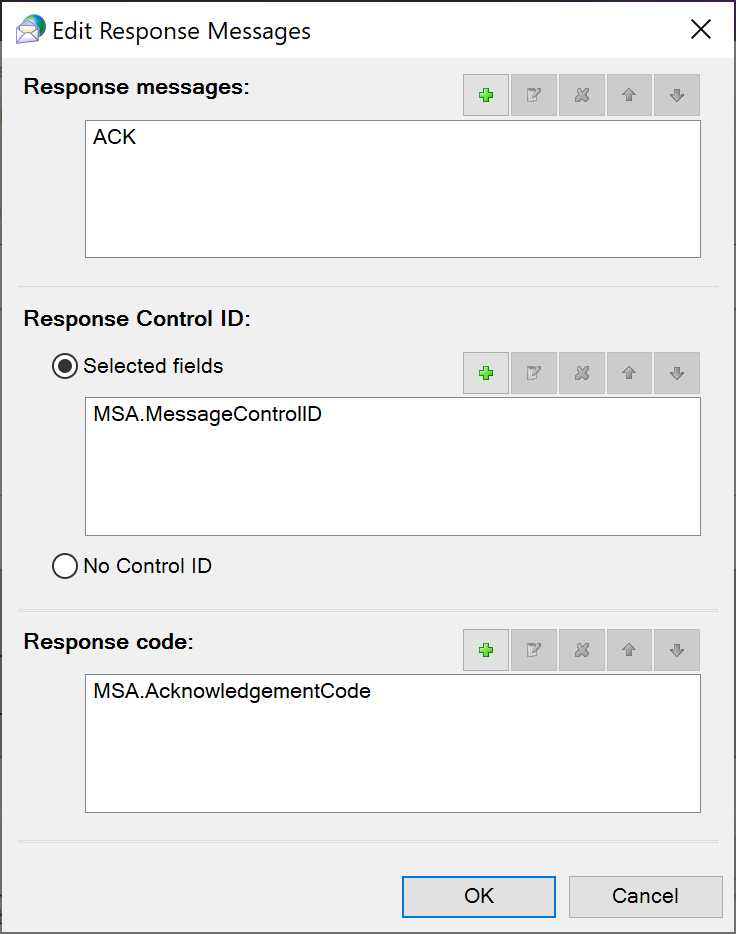 Edit Response Messages
Response messages:
ACK
Response Control ID:
Selected fields
MSA.MessageControlID
No Control ID
Response code:
MSA.AcknowledgementCode
OK Cancel